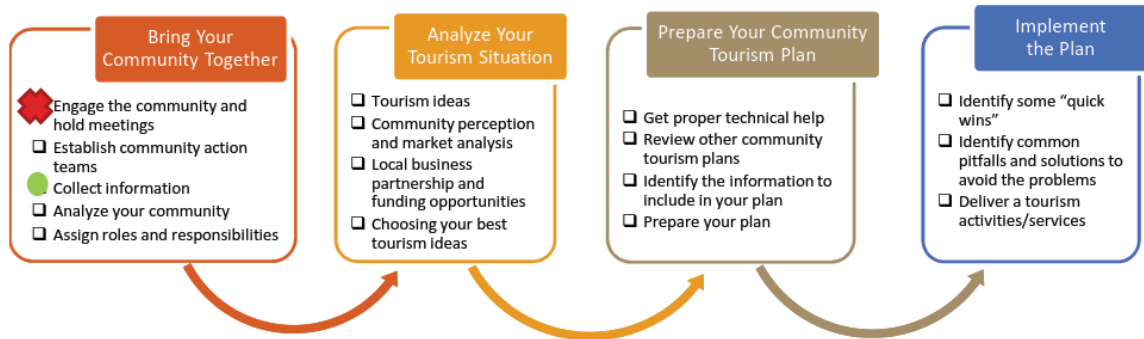 Bring Your
Community Together
Engage the community and
hold meetings
Establish community action
teams
Collect information
Analyze your community
Assign roles and responsibilities
Analyze Your
Tourism Situation
Tourism ideas
Community perception
and market analysis
Local business
partnership and
funding opportunities
Choosing your best
tourism ideas
Prepare Your Community
Tourism Plan
Get proper technical help
Review other community
tourism plans
Identify the information to
include in your plan
Prepare your plan
Implement
the Plan
Identify some “quick
wins”
Identify common
pitfalls and solutions to
avoid the problems
Deliver a tourism
activities/services